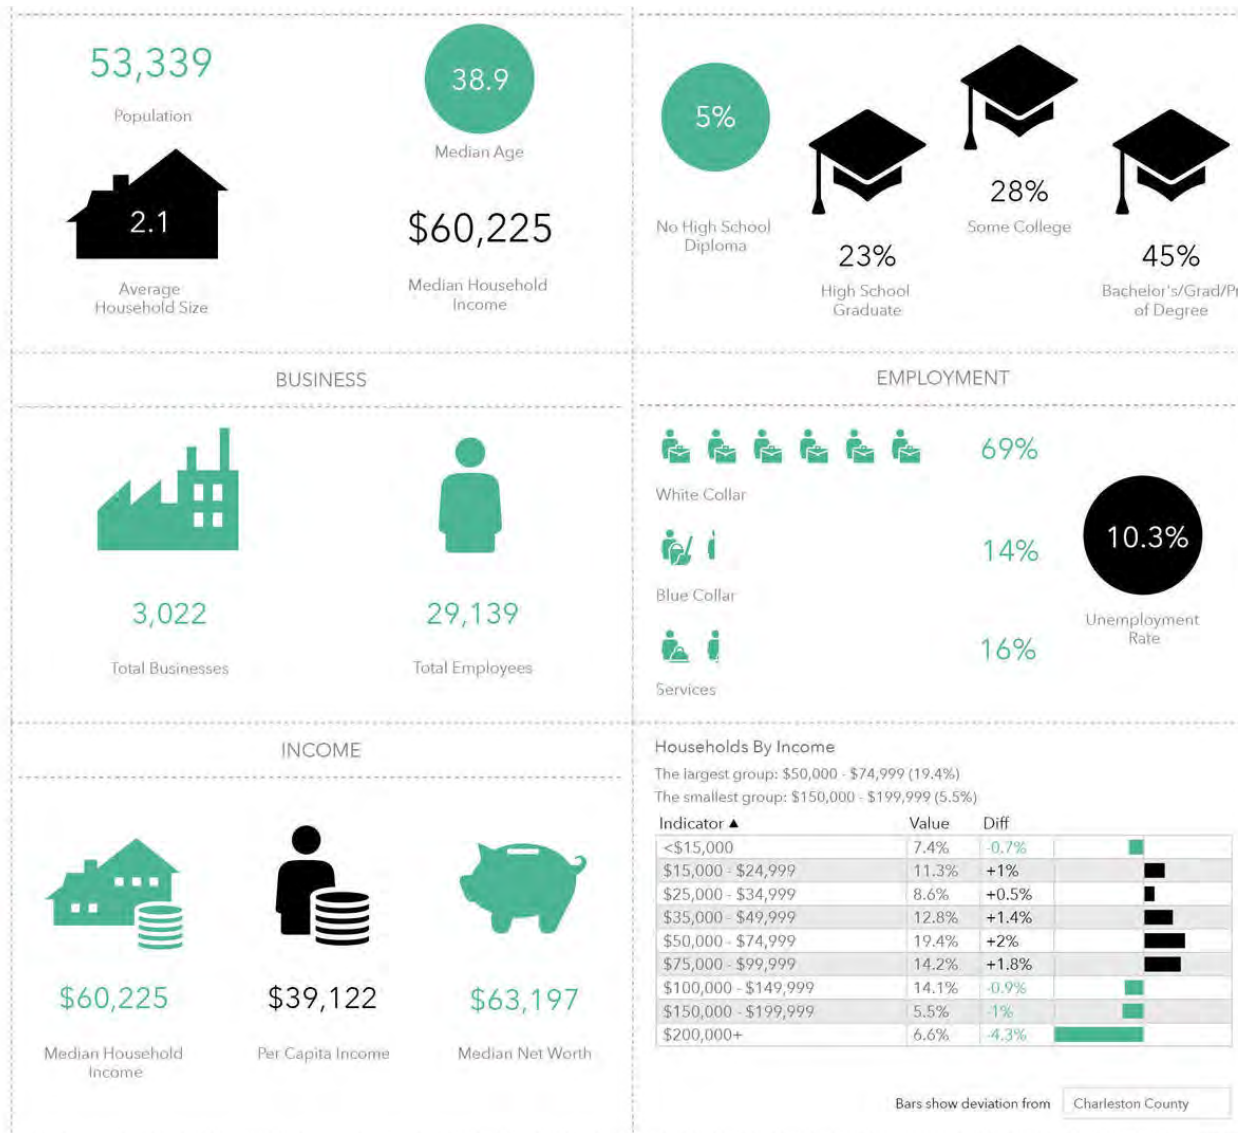 53,339
Population
38.9
Median Age
2.1
Average
Household Size
$60,225
Median Household
Income
5%
No High School
Diploma
23%
High School
Graduate
28%
Some College
45%
Bachelor's/Grad/Pr
of Degree
BUSINESS
3,022
Total Businesses
29,139
Total Employees
EMPLOYMENT
69%
White Collar
14%
Blue Collar
16%
Services
10.3%
Unemployment
Rate
INCOME
$60,225
Median Household
Income
$39,122
Per Capita Income
$63,197
Median Net Worth
Households By Income
The largest group: $50,000 - $74,999 (19.4%)
The smallest group: $150,000 - $199,999 (5.5%)
Indicator ▲ Value Diff
<$15,000 7.4% -0.7%
$15,000 - $24,999 11.3% +1%
$25,000 - $34,999 8.6% +0.5%
$35,000 - $49,999 12.8% +1.4%
$50,000 - $74,999 19.4% +2%
$75,000 - $99,999 14.2% +1.8%
$100,000 - $149,999 14.1% -0.9%
$150,000 - $199,999 5.5% -1%
$200,000+ 6.6% -4.3%
Bars show deviation from Charleston County